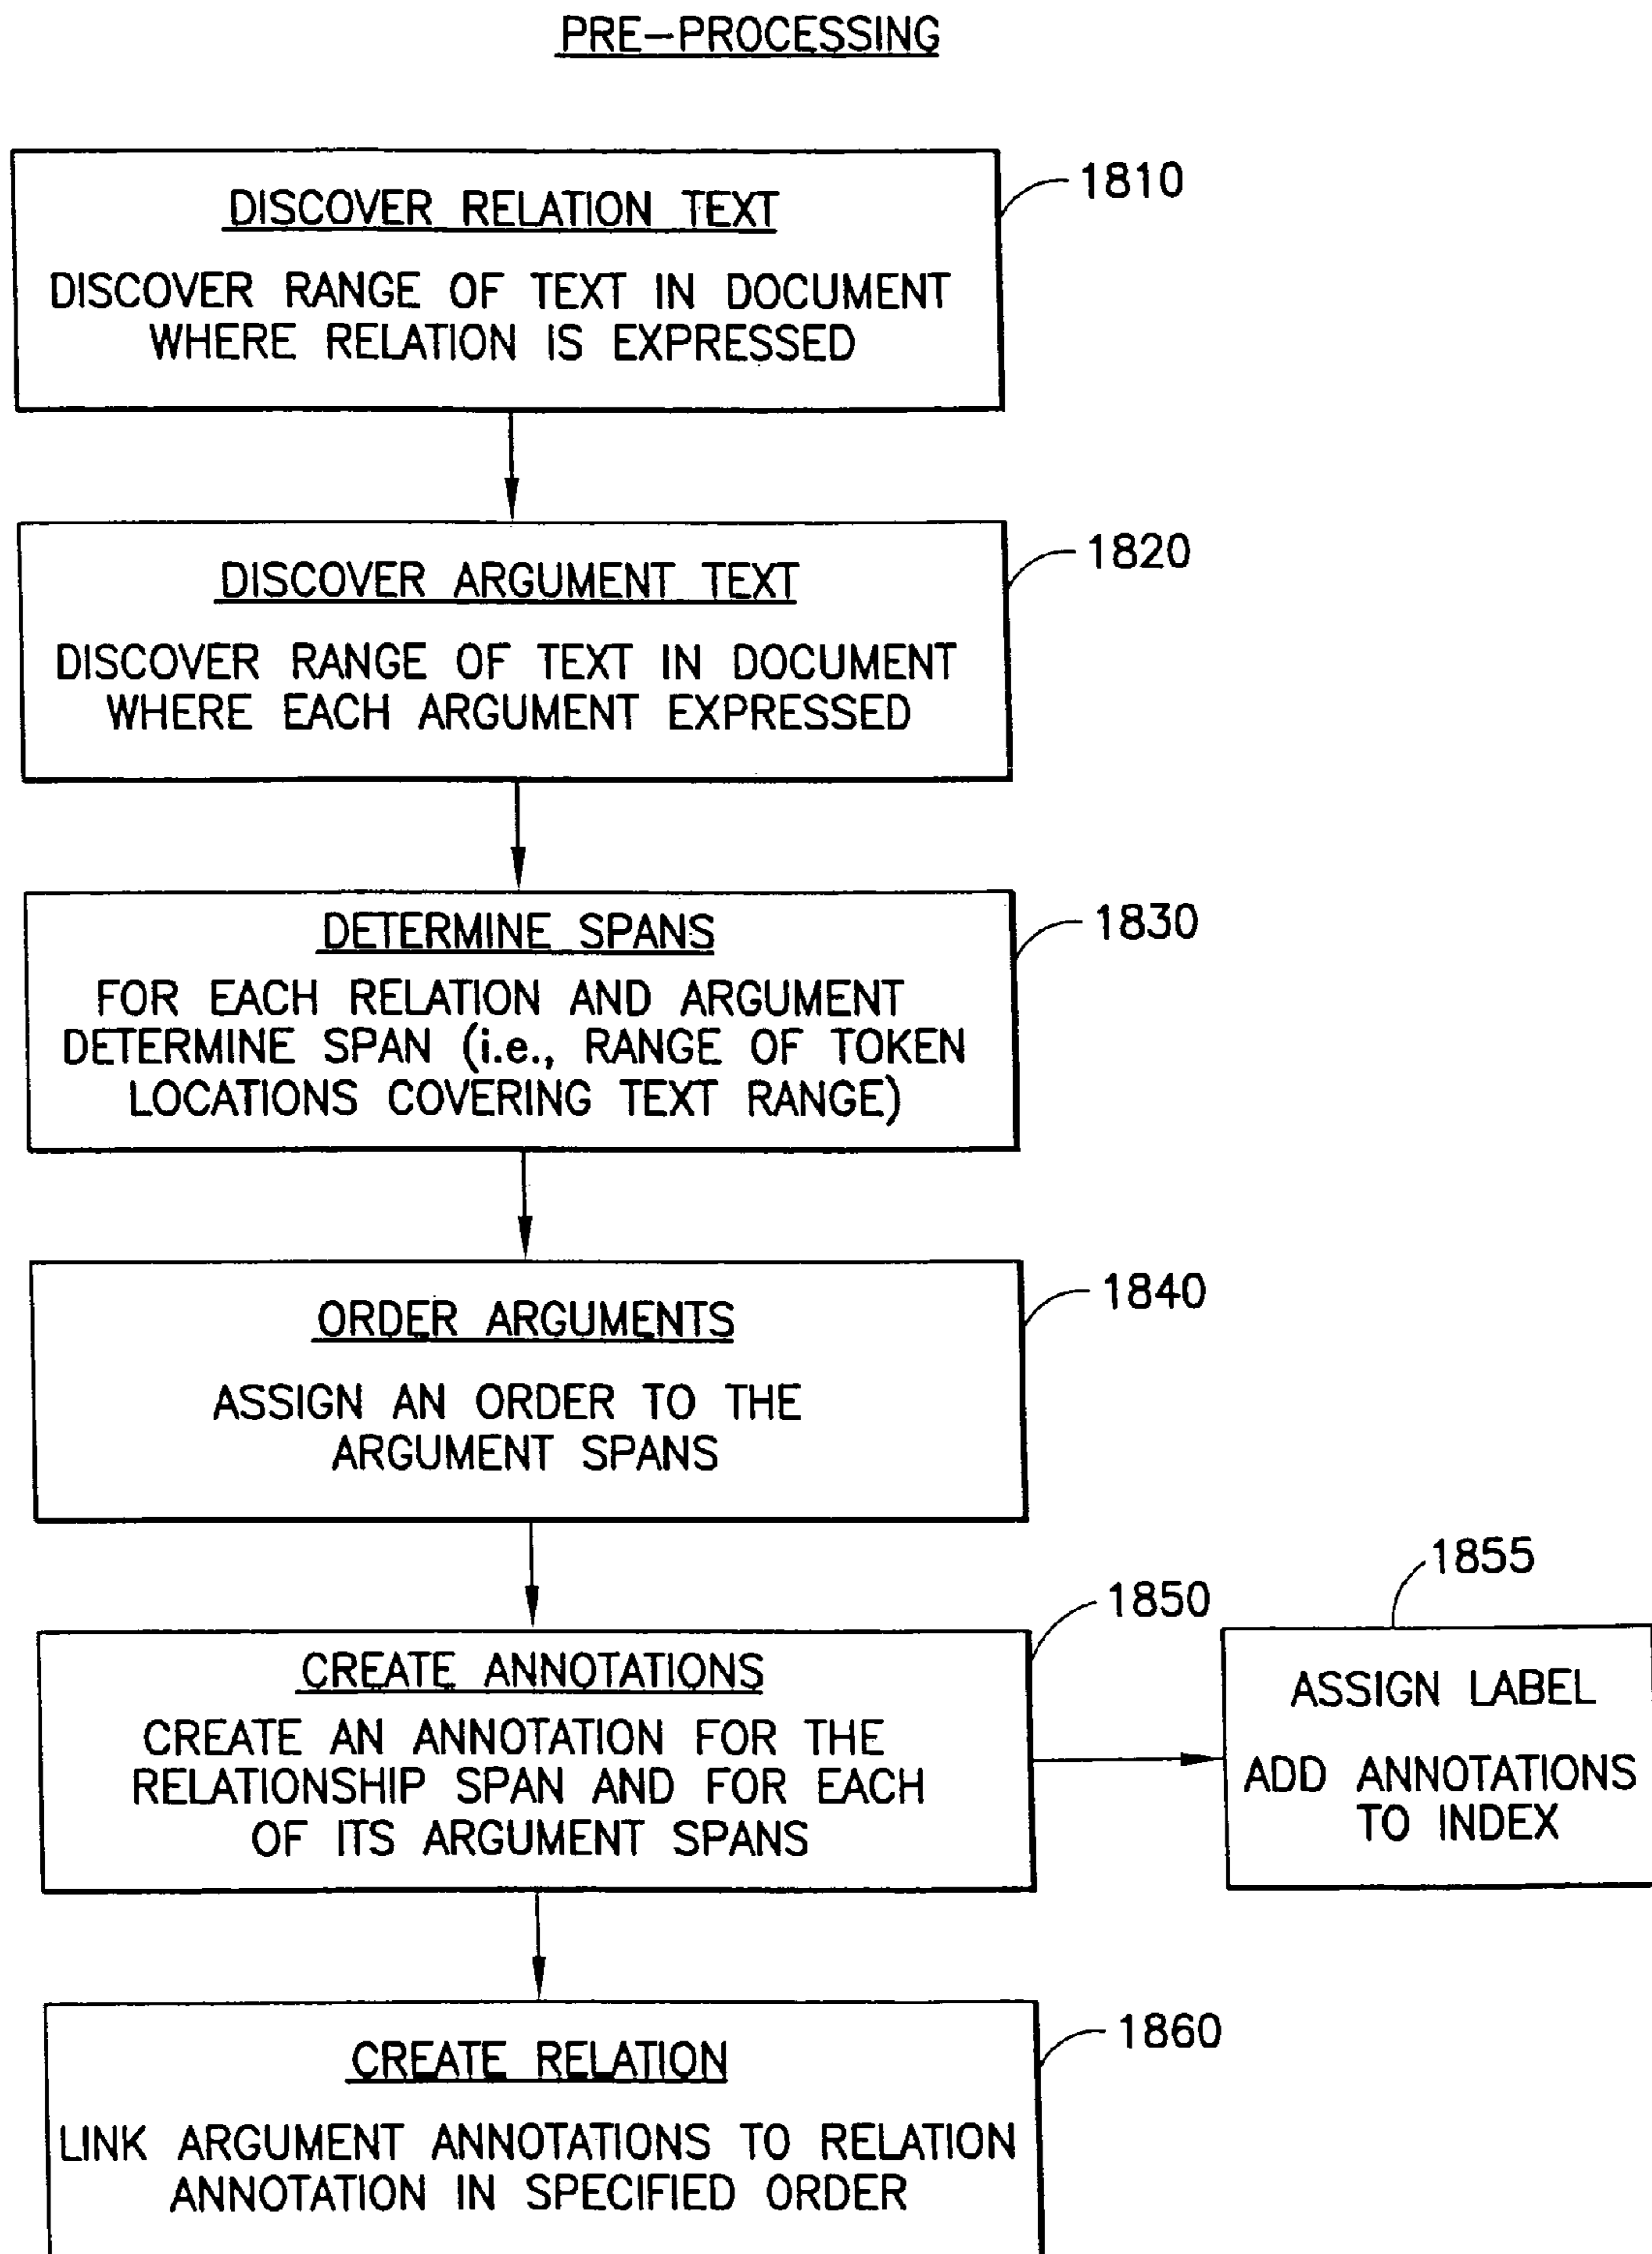 PRE-PROCESSING
1810
DISCOVER RELATION TEXT
DISCOVER RANGE OF TEXT IN DOCUMENT
WHERE RELATION IS EXPRESSED
1820
DISCOVER ARGUMENT TEXT
DISCOVER RANGE OF TEXT IN DOCUMENT
WHERE EACH ARGUMENT EXPRESSED
1830
DETERMINE SPANS
FOR EACH RELATION AND ARGUMENT
DETERMINE SPAN (i.e., RANGE OF TOKEN
LOCATIONS COVERING TEXT RANGE)
1840
ORDER ARGUMENTS
ASSIGN AN ORDER TO THE
ARGUMENT SPANS
1850
CREATE ANNOTATIONS
CREATE AN ANNOTATION FOR THE
RELATIONSHIP SPAN AND FOR EACH
OF ITS ARGUMENT SPANS
1855
ASSIGN LABEL
ADD ANNOTATIONS
TO INDEX
1860
CREATE RELATION
LINK ARGUMENT ANNOTATIONS TO RELATION
ANNOTATION IN SPECIFIED ORDER